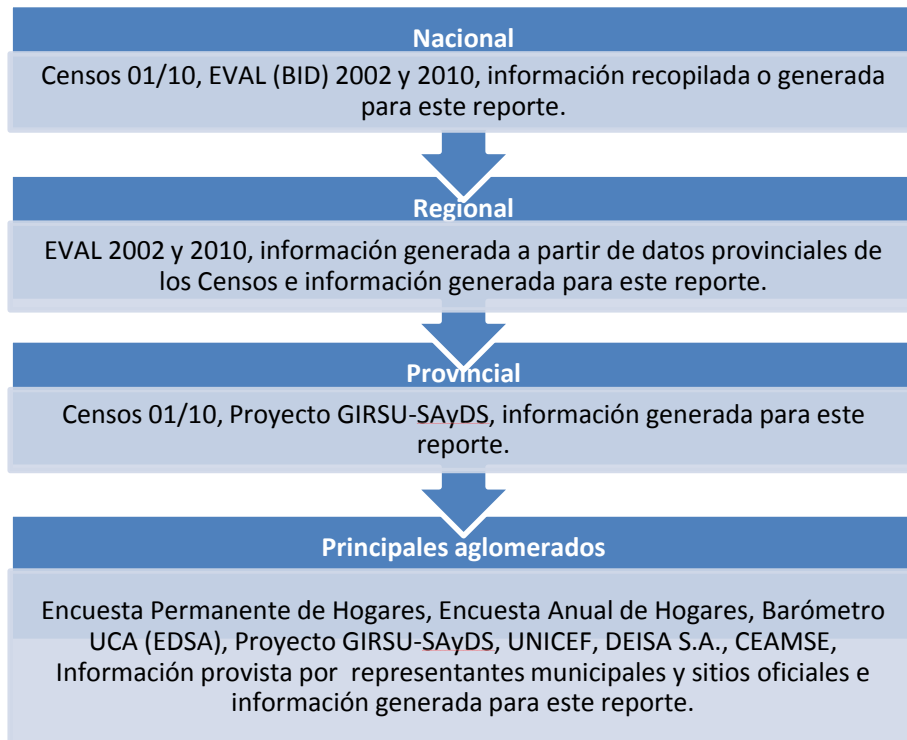 Nacional
Censos 01/10, EVAL (BID) 2002 y 2010, información recopilada o generada
para este reporte.
Regional
EVAL 2002 y 2010, información generada a partir de datos provinciales de
los Censos e información generada para este reporte.
Provincial
Censos 01/10, Proyecto GIRSU-SAyDS, información generada para este
reporte.
Principales aglomerados
Encuesta Permanente de Hogares, Encuesta Anual de Hogares, Barómetro
UCA (EDSA), Proyecto GIRSU-SAyDS, UNICEF, DEISA S.A., CEAMSE,
Información provista por representantes municipales y sitios oficiales e
información generada para este reporte.